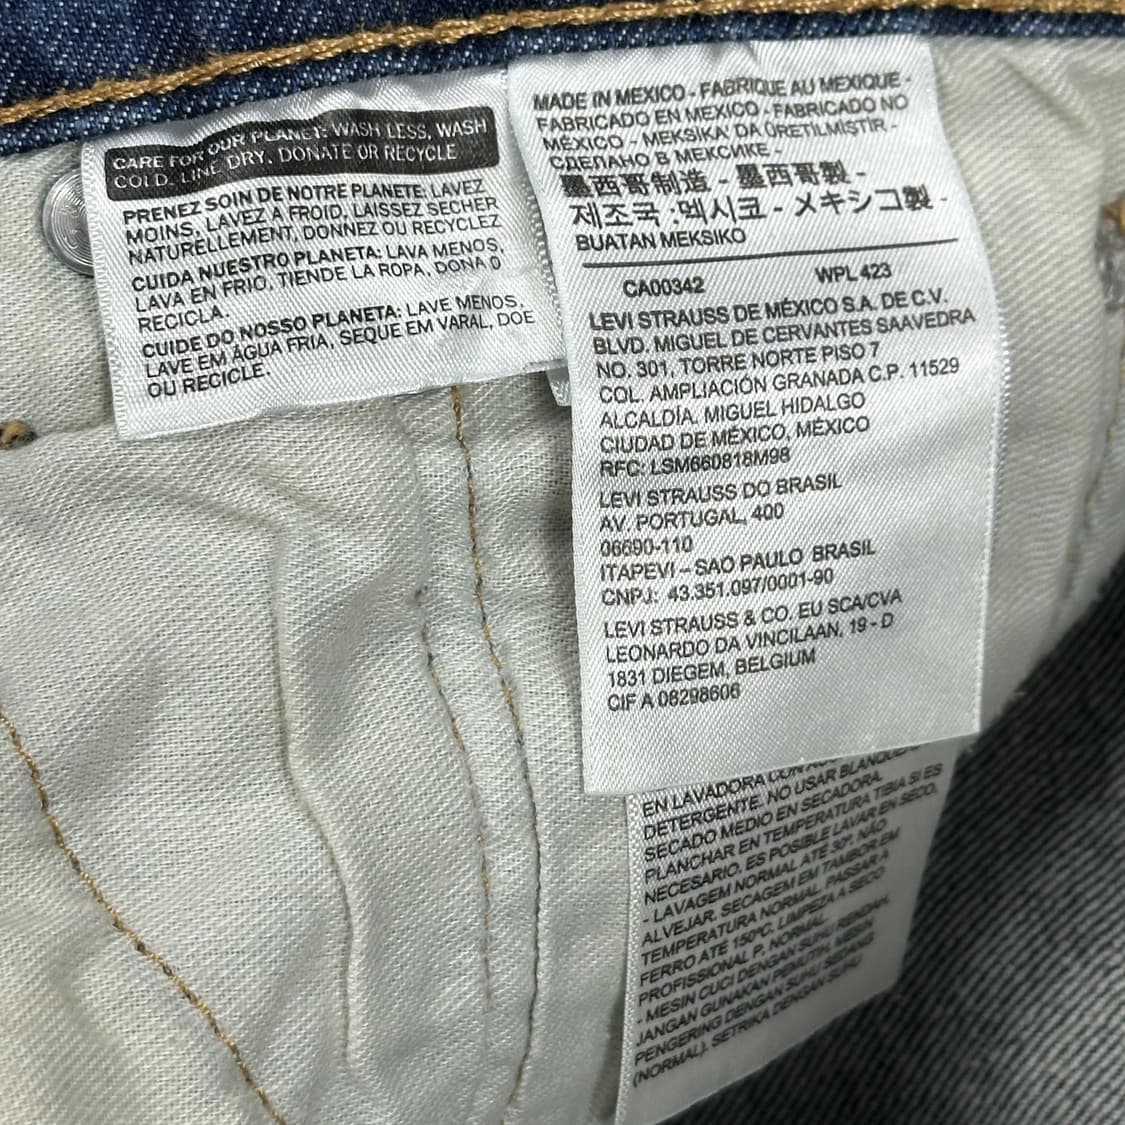 CARE FOR OUR PLANET: WASH LESS, WASH
COLD. LINE DRY. DONATE OR RECYCLE
PRENEZ SOIN DE NOTRE PLANETE: LAVEZ
MOINS, LAVEZ A FROID, LAISSEZ SECHER
NATURELLEMENT, DONNEZ OU RECYCLEZ
CUIDA NUESTRO PLANETA: LAVA MENOS,
LAVA EN FRIO, TIENDE LA ROPA, DONA O
RECICLA.
CUIDE DO NOSSO PLANETA: LAVE MENOS,
LAVE EM ÁGUA FRIA, SEQUE EM VARAL, DOE
OU RECICLE.
MADE IN MEXICO - FABRIQUE AU MEXIQUE -
FABRICADO EN MEXICO - FABRICADO NO
MÉXICO - MEKSIKA' DA ÜRETILMIŞTIR -
СДЕЛАНО В МЕКСИКЕ -
墨西哥制造 - 墨西哥製 -
제조국 :멕시코 - メキシコ製 -
BUATAN MEKSIKO
CA00342 WPL 423
LEVI STRAUSS DE MÉXICO S.A. DE C.V.
BLVD. MIGUEL DE CERVANTES SAAVEDRA
NO. 301, TORRE NORTE PISO 7
COL. AMPLIACIÓN GRANADA C.P. 11529
ALCALDÍA. MIGUEL HIDALGO
CIUDAD DE MÉXICO, MÉXICO
RFC: LSM660818M98
LEVI STRAUSS DO BRASIL
AV. PORTUGAL, 400
06690-110
ITAPEVI – SAO PAULO BRASIL
CNPJ: 43.351.097/0001-90
LEVI STRAUSS & CO. EU SCA/CVA
LEONARDO DA VINCILAAN, 19 - D
1831 DIEGEM, BELGIUM
CIF A 08298606
EN LAVADORA CON
DETERGENTE. NO USAR
SECADO MEDIO EN SECADORA.
PLANCHAR EN TEMPERATURA TIBIA SI ES
NECESARIO. ES POSIBLE LAVAR EN SECO.
- LAVAGEM NORMAL ATÉ 30º. NÃO
ALVEJAR. SECAGEM EM TAMBOR EM
TEMPERATURA NORMAL. PASSAR A
FERRO ATÉ 150ºC. LIMPEZA A SECO
PROFISSIONAL P. NORMAL.
- MESIN CUCI DENGAN SUHU RENDAH.
JANGAN GUNAKAN PEMUTIH. MESIN
PENGERING DENGAN SUHU SEDANG
(NORMAL). SETRIKA DENGAN SUHU